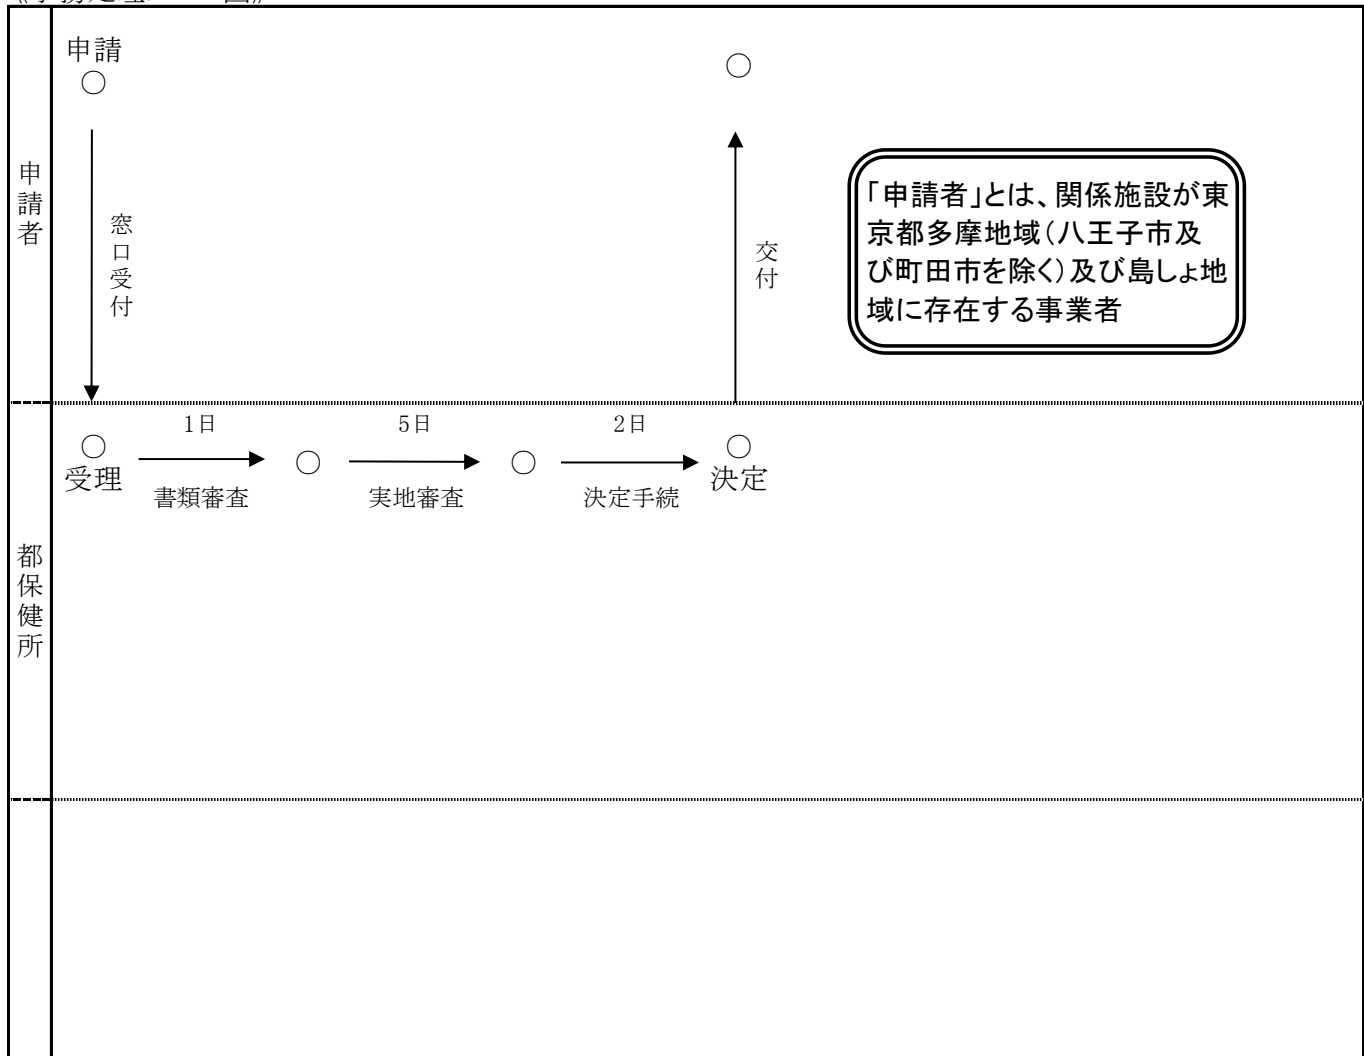 申請
○
○
申請者
窓口受付
交付
「申請者」とは、関係施設が東
京都多摩地域（八王子市及
び町田市を除く）及び島しょ地
域に存在する事業者
1日
5日
2日
○
○
○
○
受理
書類審査
実地審査
決定手続
決定
都保健所